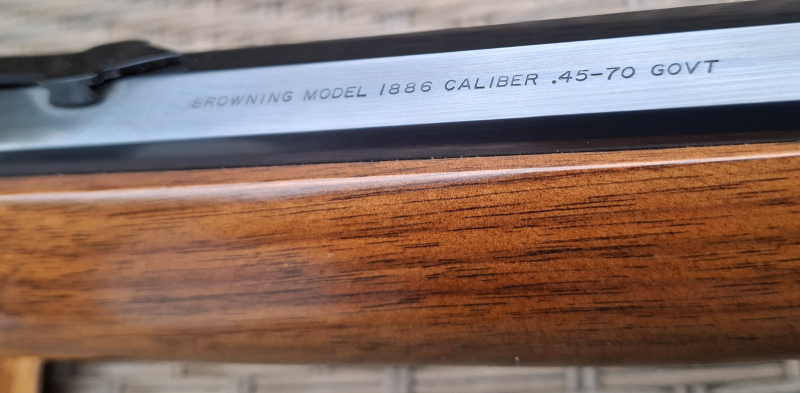 BROWNING MODEL 1886 CALIBER .45-70 GOVT